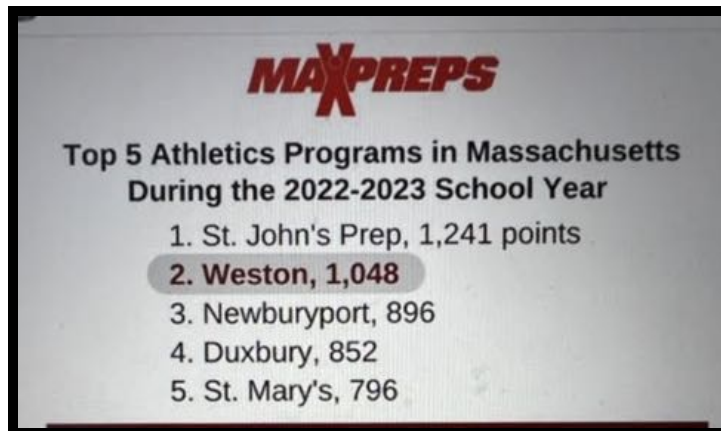 MAXPREPS
Top 5 Athletics Programs in Massachusetts
During the 2022-2023 School Year
1. St. John's Prep, 1,241 points
2. Weston, 1,048
3. Newburyport, 896
4. Duxbury, 852
5. St. Mary's, 796